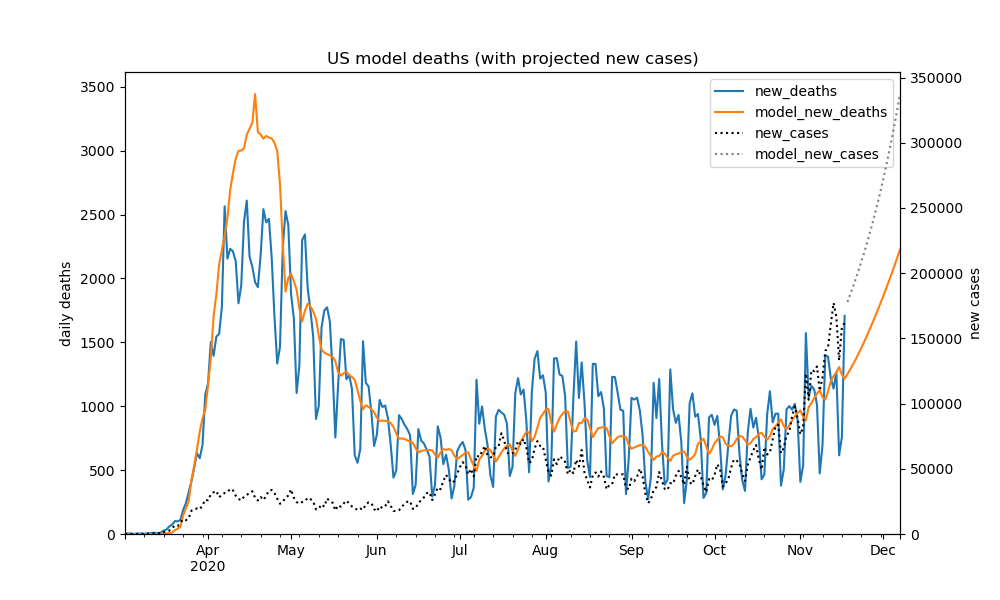 US model deaths (with projected new cases)
daily deaths
3500
3000
2500
2000
1500
1000
500
0
new_deaths
model_new_deaths
new_cases
model_new_cases
350000
300000
250000
200000
150000
100000
50000
0
new cases
Apr
2020
May
Jun
Jul
Aug
Sep
Oct
Nov
Dec